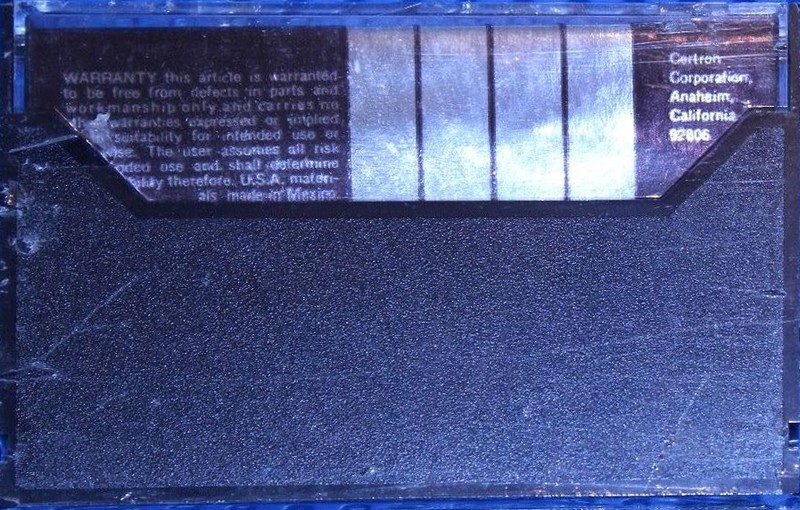 WARRANTY this article is warranted
to be free from defects in parts and
workmanship only and carries no
warranties expressed or implied
suitability for intended use or
The user assumes all risk
use and shall determine
therefore. U.S.A. materi-
als made in Mexico
Certron
Corporation,
Anaheim,
California
92806